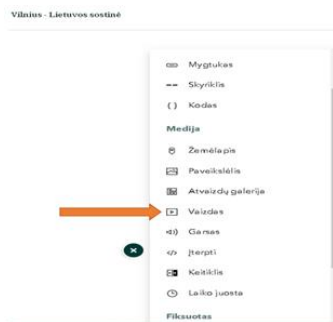 Vilnius - Lietuvos sostinė
Mygtukas
Skyriklis
Kodas
Medija
Žemėlapis
Paveikslėlis
Atvaizdų galerija
Vaizdas
Garsas
Įterpti
Keitiklis
Laiko juosta
Fiksuotas